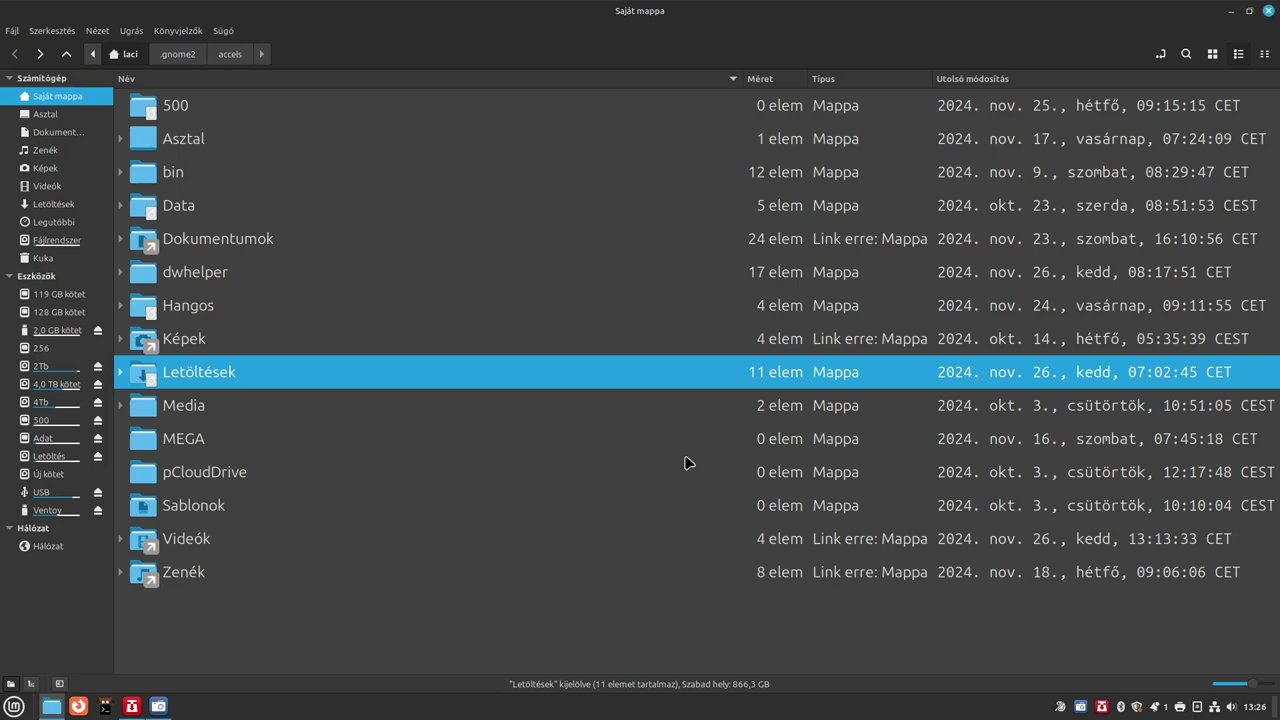 Saját mappa
Fájl Szerkesztés Nézet Ugrás Könyvjelzők Súgó
laci .gnome2 accels
Számítógép
Saját mappa
Asztal
Dokument...
Zenék
Képek
Videók
Letöltések
Legutóbbi
Fájlrendszer
Kuka
Eszközök
119 GB kötet
128 GB kötet
2,0 GB kötet
256
2Tb
4,0 TB kötet
4Tb
500
Adat
Letöltés
Új kötet
USB
Ventoy
Hálózat
Hálózat
Név Méret Típus Utolsó módosítás
500 0 elem Mappa 2024. nov. 25., hétfő, 09:15:15 CET
Asztal 1 elem Mappa 2024. nov. 17., vasárnap, 07:24:09 CET
bin 12 elem Mappa 2024. nov. 9., szombat, 08:29:47 CET
Data 5 elem Mappa 2024. okt. 23., szerda, 08:51:53 CEST
Dokumentumok 24 elem Link erre: Mappa 2024. nov. 23., szombat, 16:10:56 CET
dwhelper 17 elem Mappa 2024. nov. 26., kedd, 08:17:51 CET
Hangos 4 elem Mappa 2024. nov. 24., vasárnap, 09:11:55 CET
Képek 4 elem Link erre: Mappa 2024. okt. 14., hétfő, 05:35:39 CEST
Letöltések 11 elem Mappa 2024. nov. 26., kedd, 07:02:45 CET
Media 2 elem Mappa 2024. okt. 3., csütörtök, 10:51:05 CEST
MEGA 0 elem Mappa 2024. nov. 16., szombat, 07:45:18 CET
pCloudDrive 0 elem Mappa 2024. okt. 3., csütörtök, 12:17:48 CEST
Sablonok 0 elem Mappa 2024. okt. 3., csütörtök, 10:10:04 CEST
Videók 4 elem Link erre: Mappa 2024. nov. 26., kedd, 13:13:33 CET
Zenék 8 elem Link erre: Mappa 2024. nov. 18., hétfő, 09:06:06 CET
"Letöltések" kijelölve (11 elemet tartalmaz), Szabad hely: 866,3 GB
1 13:26